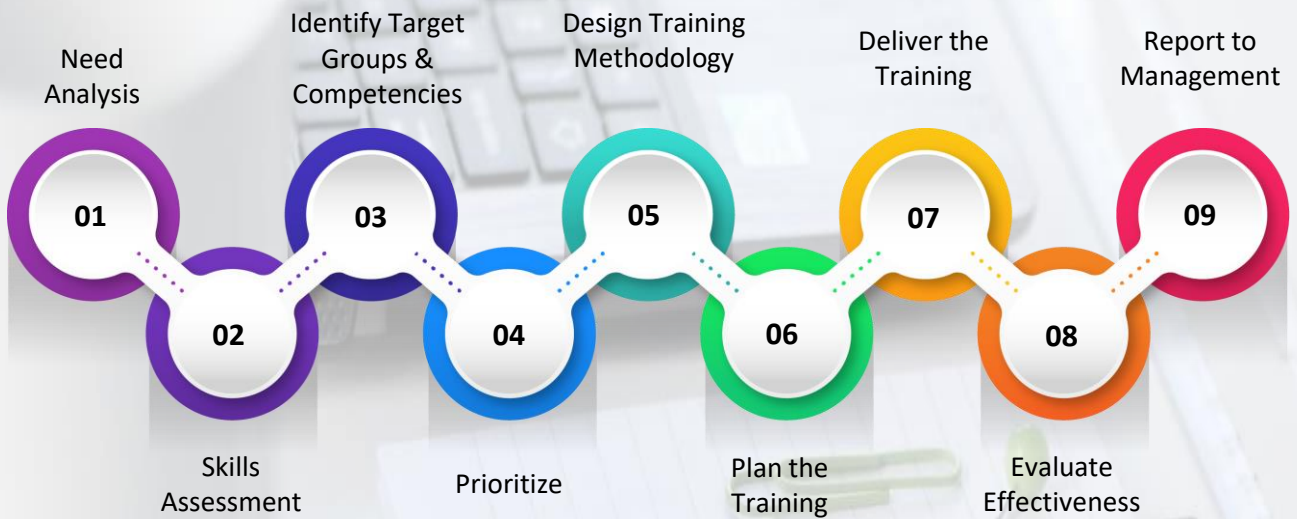 Need
Analysis
01
Skills
Assessment
02
Identify Target
Groups &
Competencies
03
Prioritize
04
Design Training
Methodology
05
Plan the
Training
06
Deliver the
Training
07
Evaluate
Effectiveness
08
Report to
Management
09